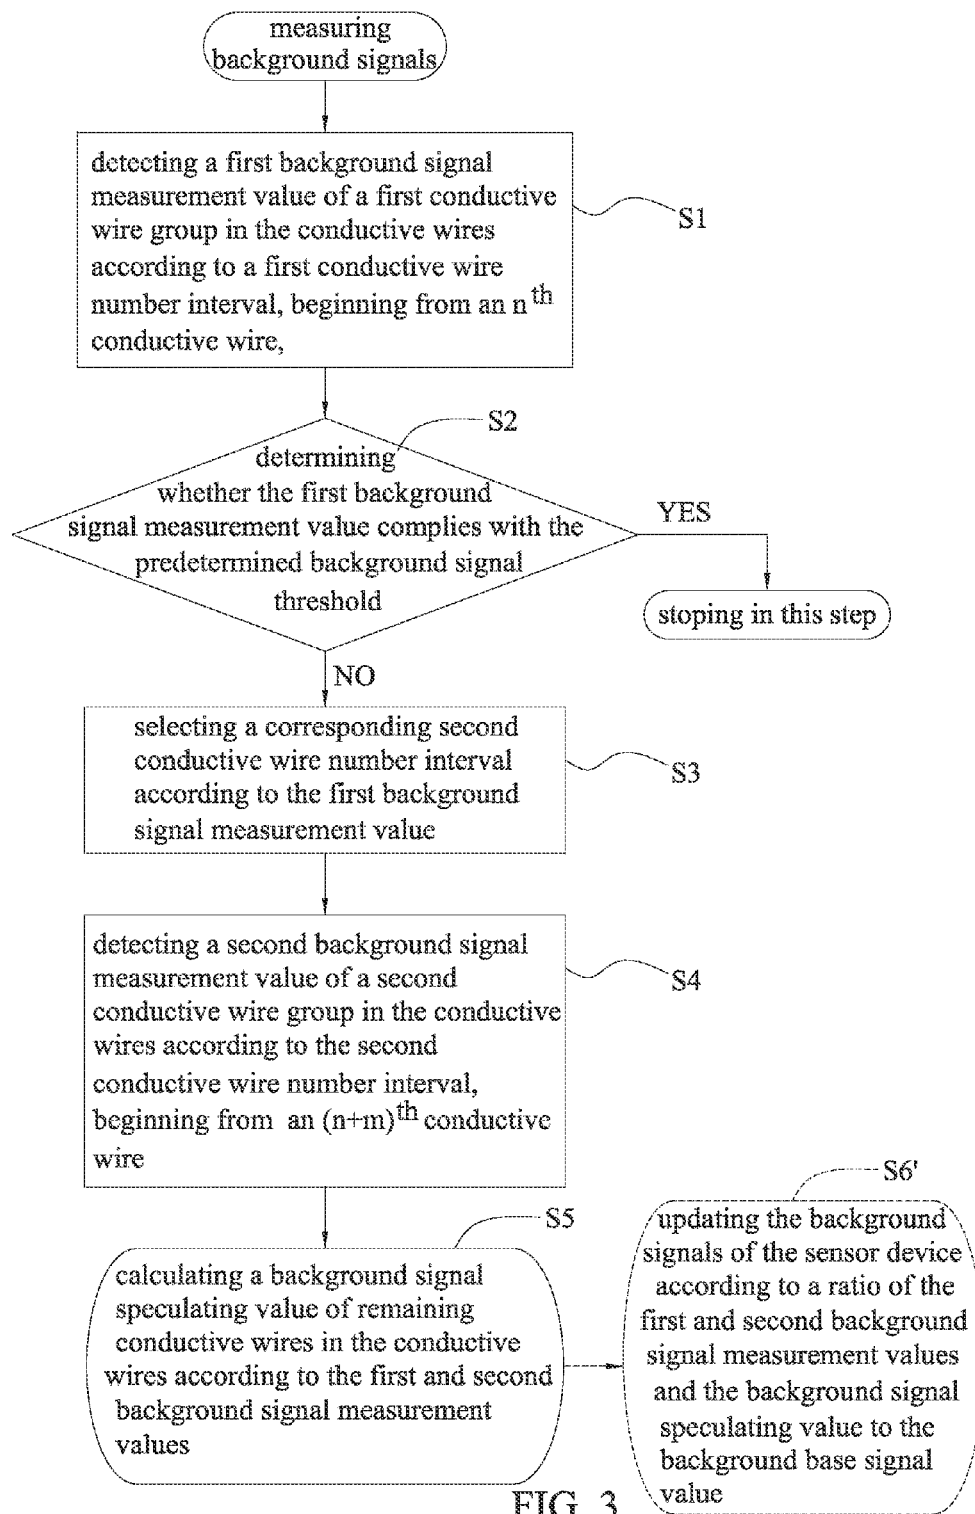 measuring
background signals
detecting a first background signal
measurement value of a first conductive
wire group in the conductive wires
according to a first conductive wire
number interval, beginning from an nth
conductive wire,
S1
S2
determining
whether the first background
signal measurement value complies with the
predetermined background signal
threshold
YES
stoping in this step
NO
selecting a corresponding second
conductive wire number interval
according to the first background
signal measurement value
S3
detecting a second background signal
measurement value of a second
conductive wire group in the conductive
wires according to the second
conductive wire number interval,
beginning from an (n+m)th conductive
wire
S4
S5
calculating a background signal
speculating value of remaining
conductive wires in the conductive
wires according to the first and second
background signal measurement
values
S6'
updating the background
signals of the sensor device
according to a ratio of the
first and second background
signal measurement values
and the background signal
speculating value to the
background base signal
value
FIG. 3